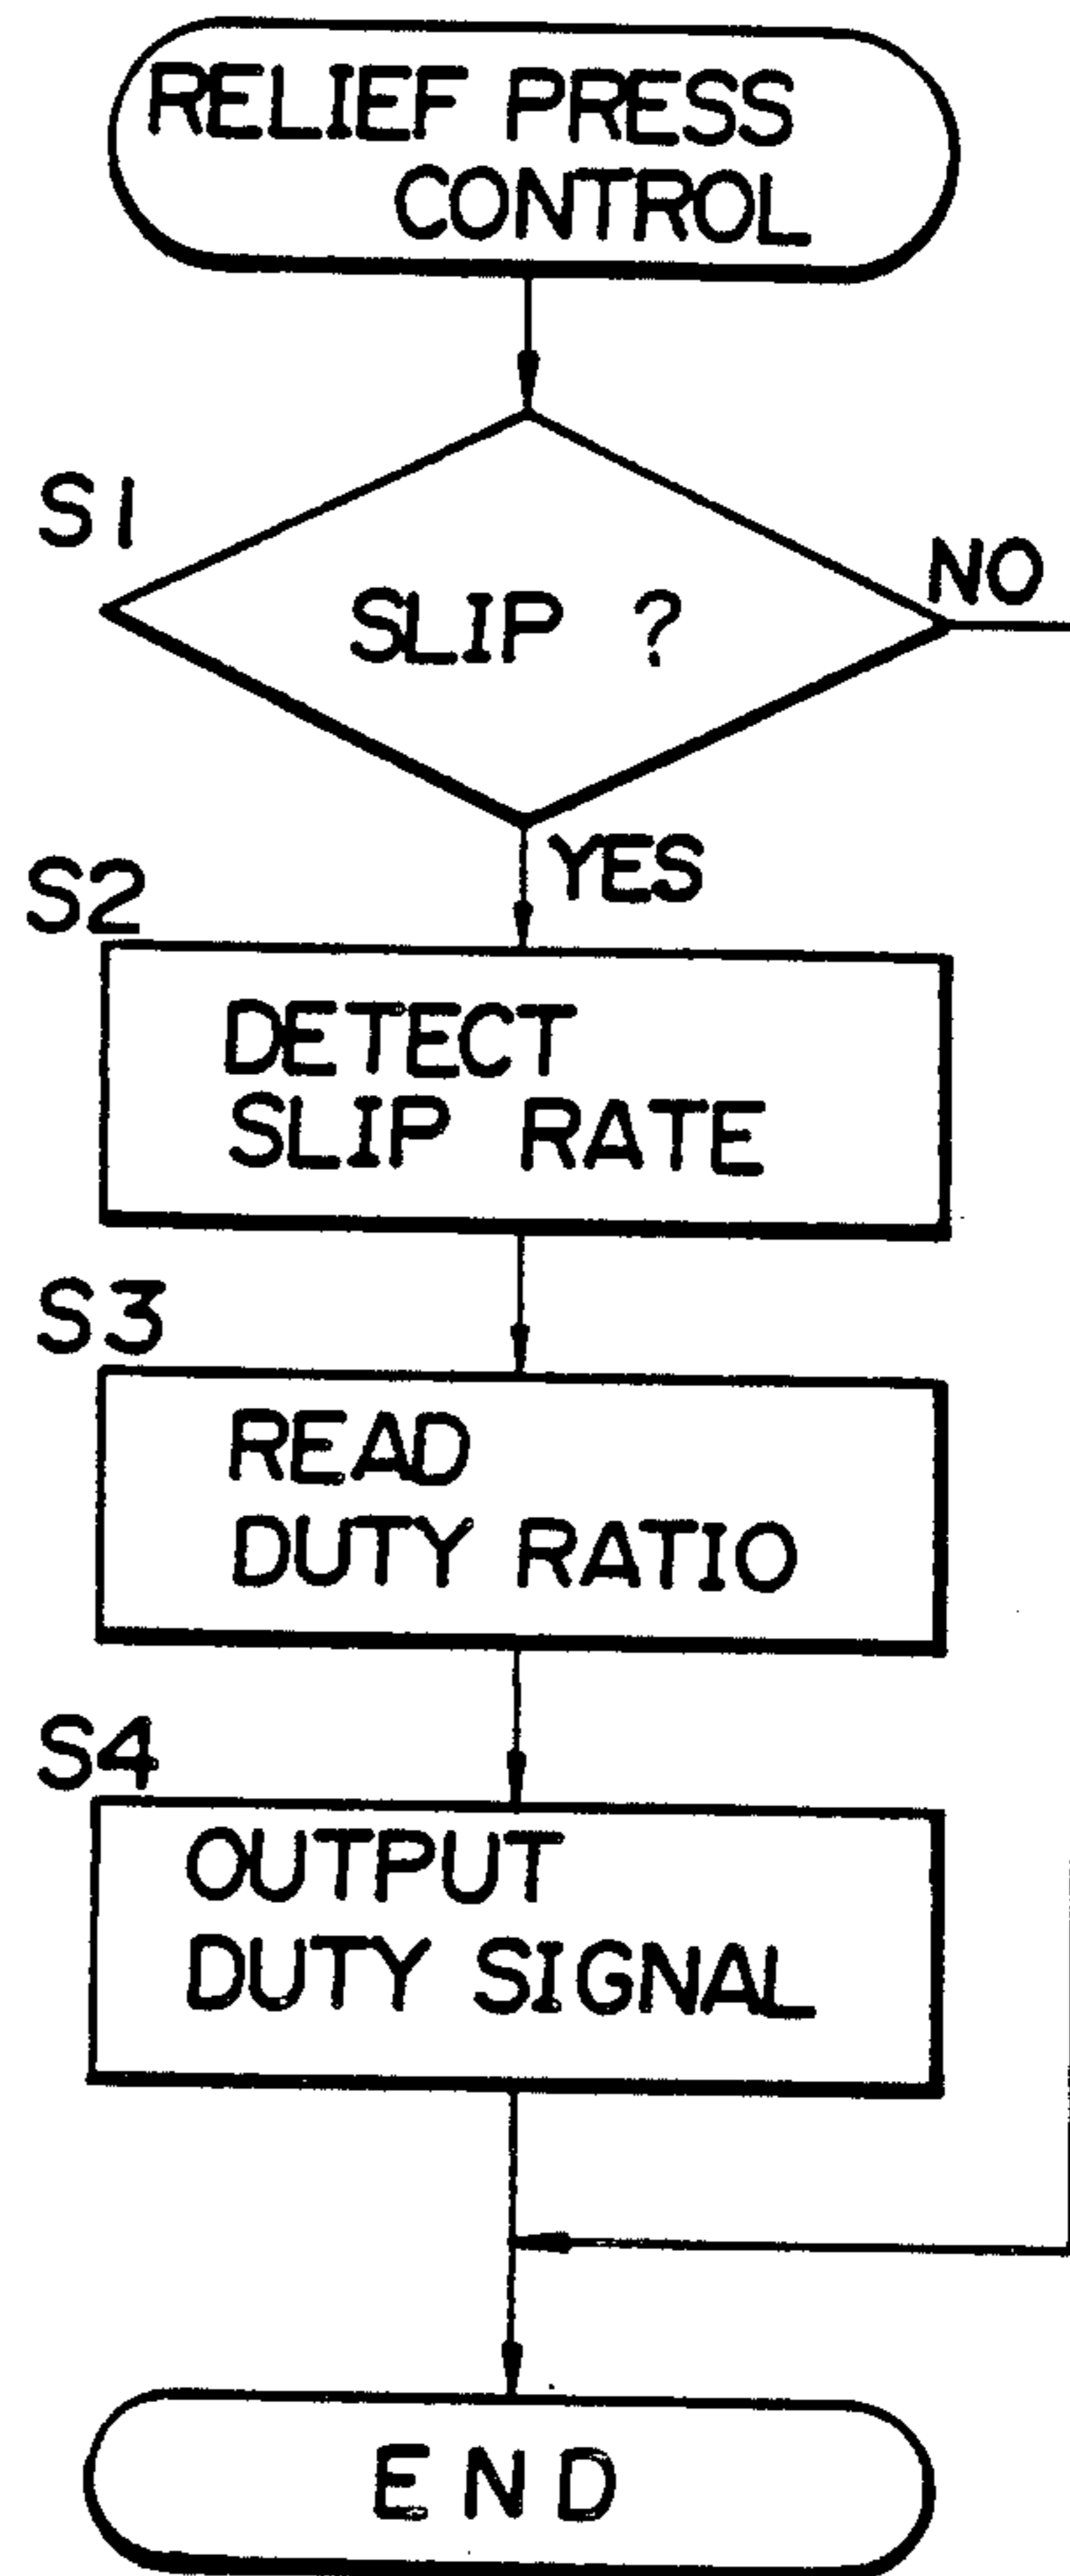 RELIEF PRESS
CONTROL
S1
SLIP ?
NO
YES
S2
DETECT
SLIP RATE
S3
READ
DUTY RATIO
S4
OUTPUT
DUTY SIGNAL
END